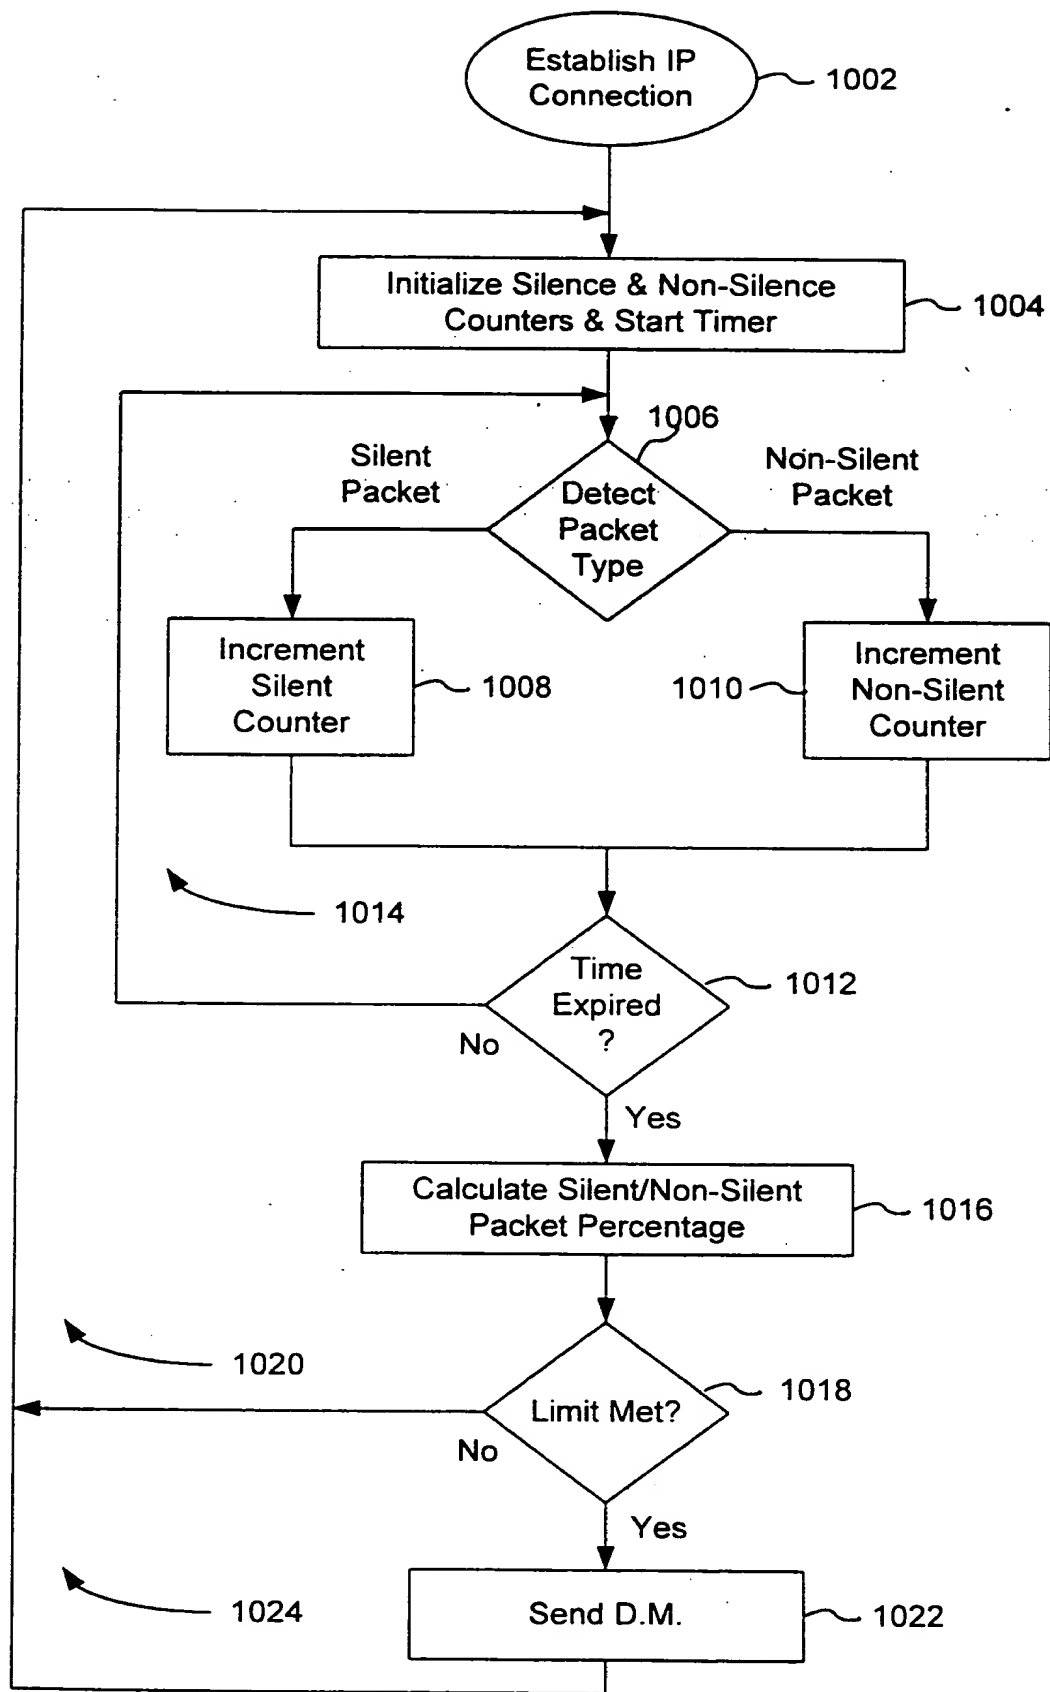 Establish IP
Connection
1002
Initialize Silence & Non-Silence
Counters & Start Timer
1004
1006
Silent
Packet
Non-Silent
Packet
Detect
Packet
Type
Increment
Silent
Counter
1008
1010
Increment
Non-Silent
Counter
1014
Time
Expired
?
1012
No
Yes
Calculate Silent/Non-Silent
Packet Percentage
1016
1020
Limit Met?
1018
No
Yes
1024
Send D.M.
1022